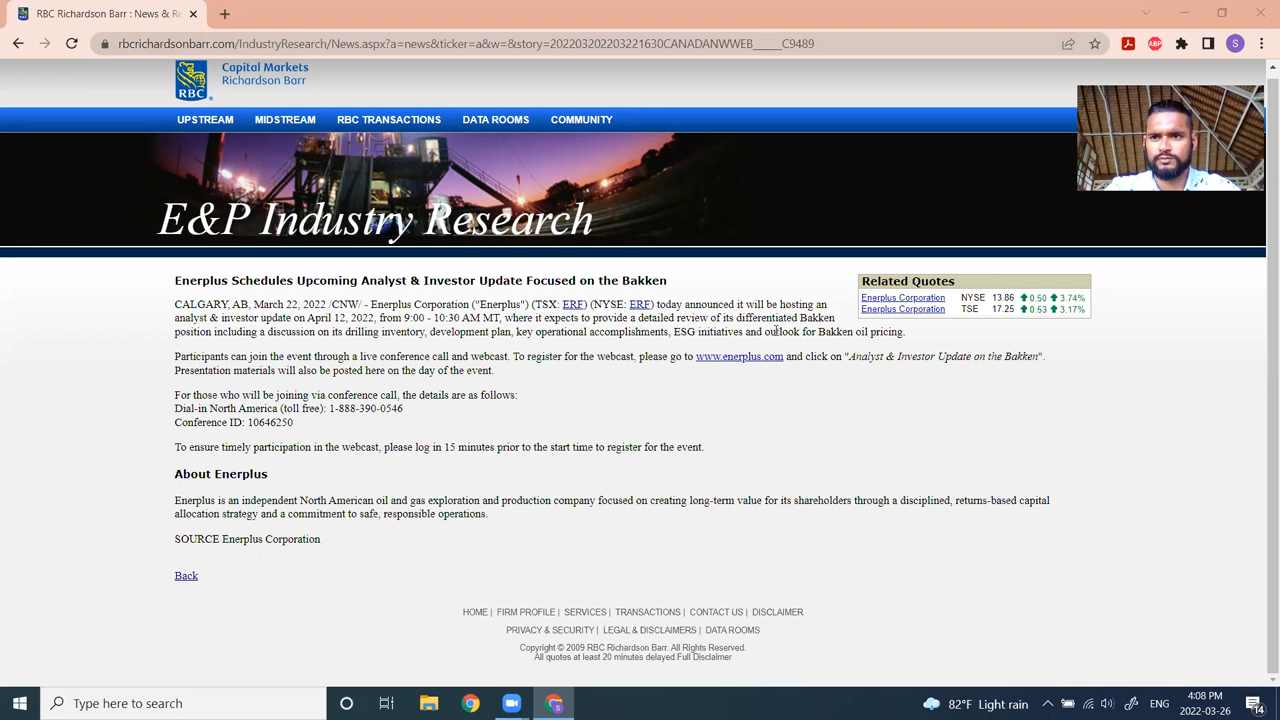 RBC Richardson Barr : News & Re
rbcrichardsonbarr.com/IndustryResearch/News.aspx?a=news&ticker=a&w=&story=202203202203221630CANADANWWEB_____C9489
ABP
S
Capital Markets
Richardson Barr
RBC
UPSTREAM MIDSTREAM RBC TRANSACTIONS DATA ROOMS COMMUNITY
E&P Industry Research
Enerplus Schedules Upcoming Analyst & Investor Update Focused on the Bakken
Related Quotes
Enerplus Corporation NYSE 13.86 0.50 3.74%
Enerplus Corporation TSE 17.25 0.53 3.17%
CALGARY, AB, March 22, 2022 /CNW/ - Enerplus Corporation ("Enerplus") (TSX: ERF) (NYSE: ERF) today announced it will be hosting an
analyst & investor update on April 12, 2022, from 9:00 - 10:30 AM MT, where it expects to provide a detailed review of its differentiated Bakken
position including a discussion on its drilling inventory, development plan, key operational accomplishments, ESG initiatives and outlook for Bakken oil pricing.
Participants can join the event through a live conference call and webcast. To register for the webcast, please go to www.enerplus.com and click on "Analyst & Investor Update on the Bakken".
Presentation materials will also be posted here on the day of the event.
For those who will be joining via conference call, the details are as follows:
Dial-in North America (toll free): 1-888-390-0546
Conference ID: 10646250
To ensure timely participation in the webcast, please log in 15 minutes prior to the start time to register for the event.
About Enerplus
Enerplus is an independent North American oil and gas exploration and production company focused on creating long-term value for its shareholders through a disciplined, returns-based capital
allocation strategy and a commitment to safe, responsible operations.
SOURCE Enerplus Corporation
Back
HOME | FIRM PROFILE | SERVICES | TRANSACTIONS | CONTACT US | DISCLAIMER
PRIVACY & SECURITY | LEGAL & DISCLAIMERS | DATA ROOMS
Copyright © 2009 RBC Richardson Barr. All Rights Reserved.
All quotes at least 20 minutes delayed.Full Disclaimer
Type here to search
82°F Light rain
ENG
4:08 PM
2022-03-26
14